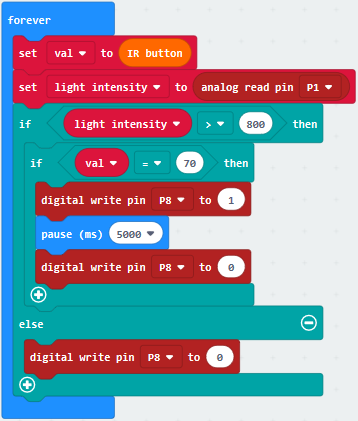 forever
set val to IR button
set light intensity to analog read pin P1
if light intensity > 800 then
if val = 70 then
digital write pin P8 to 1
pause (ms) 5000
digital write pin P8 to 0
else
digital write pin P8 to 0